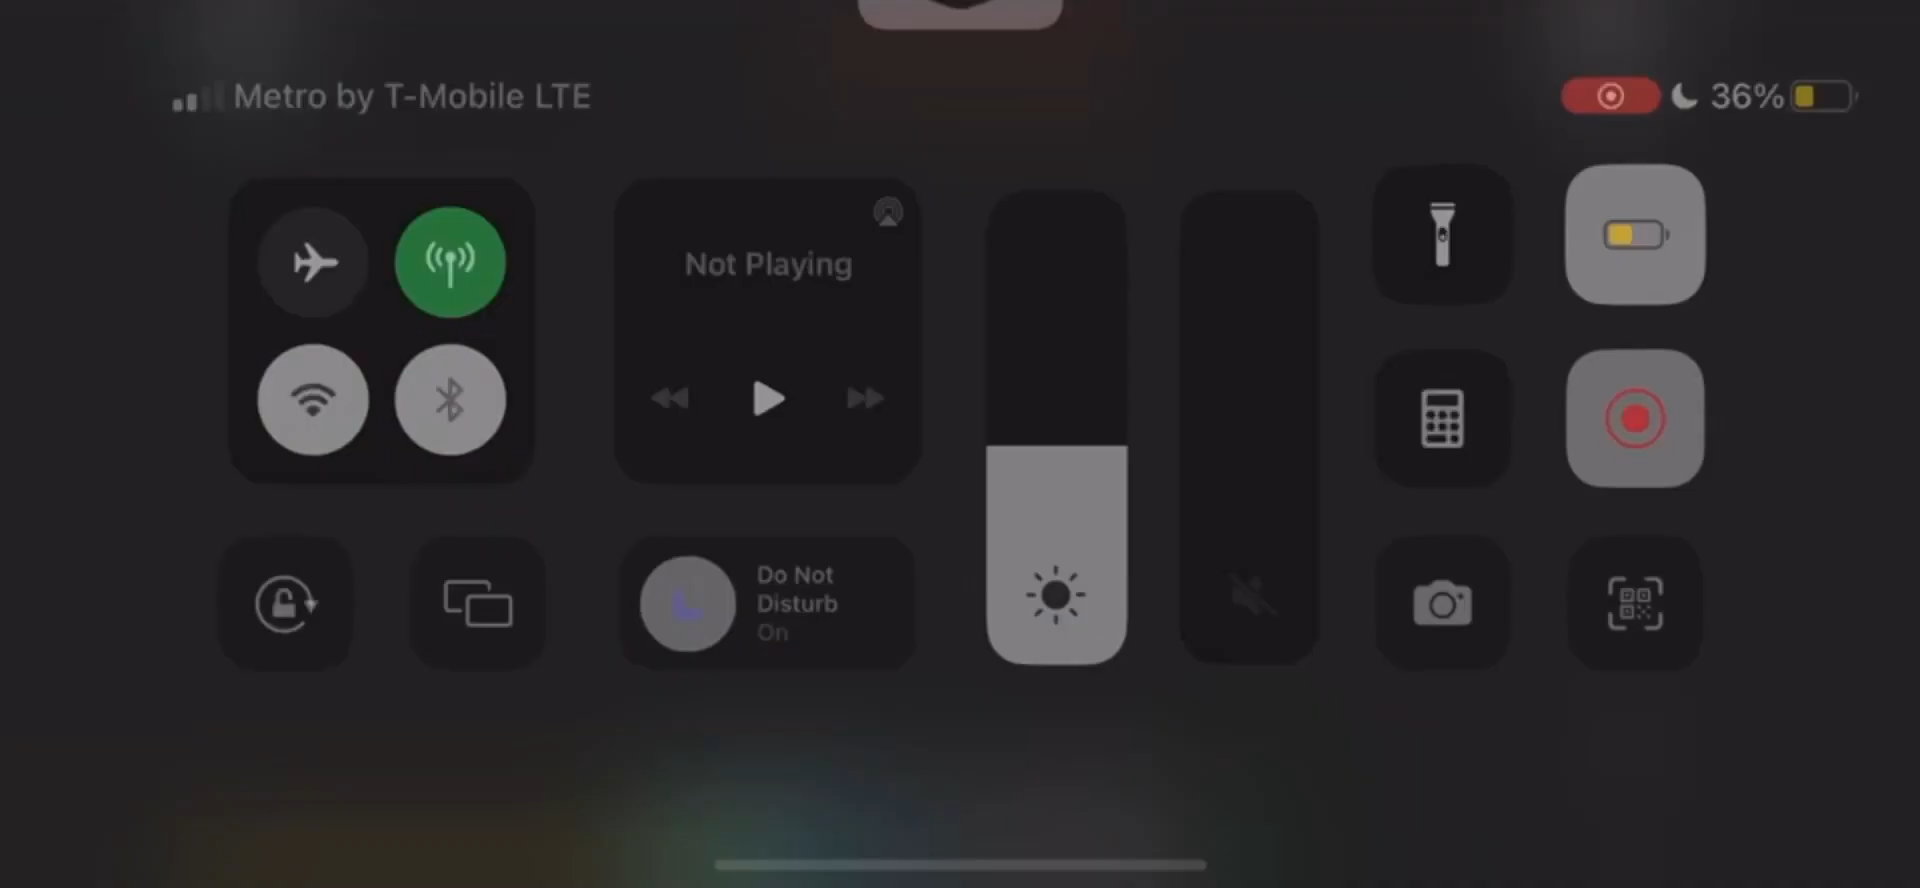 Metro by T-Mobile LTE
36%
Not Playing
Do Not
Disturb
On